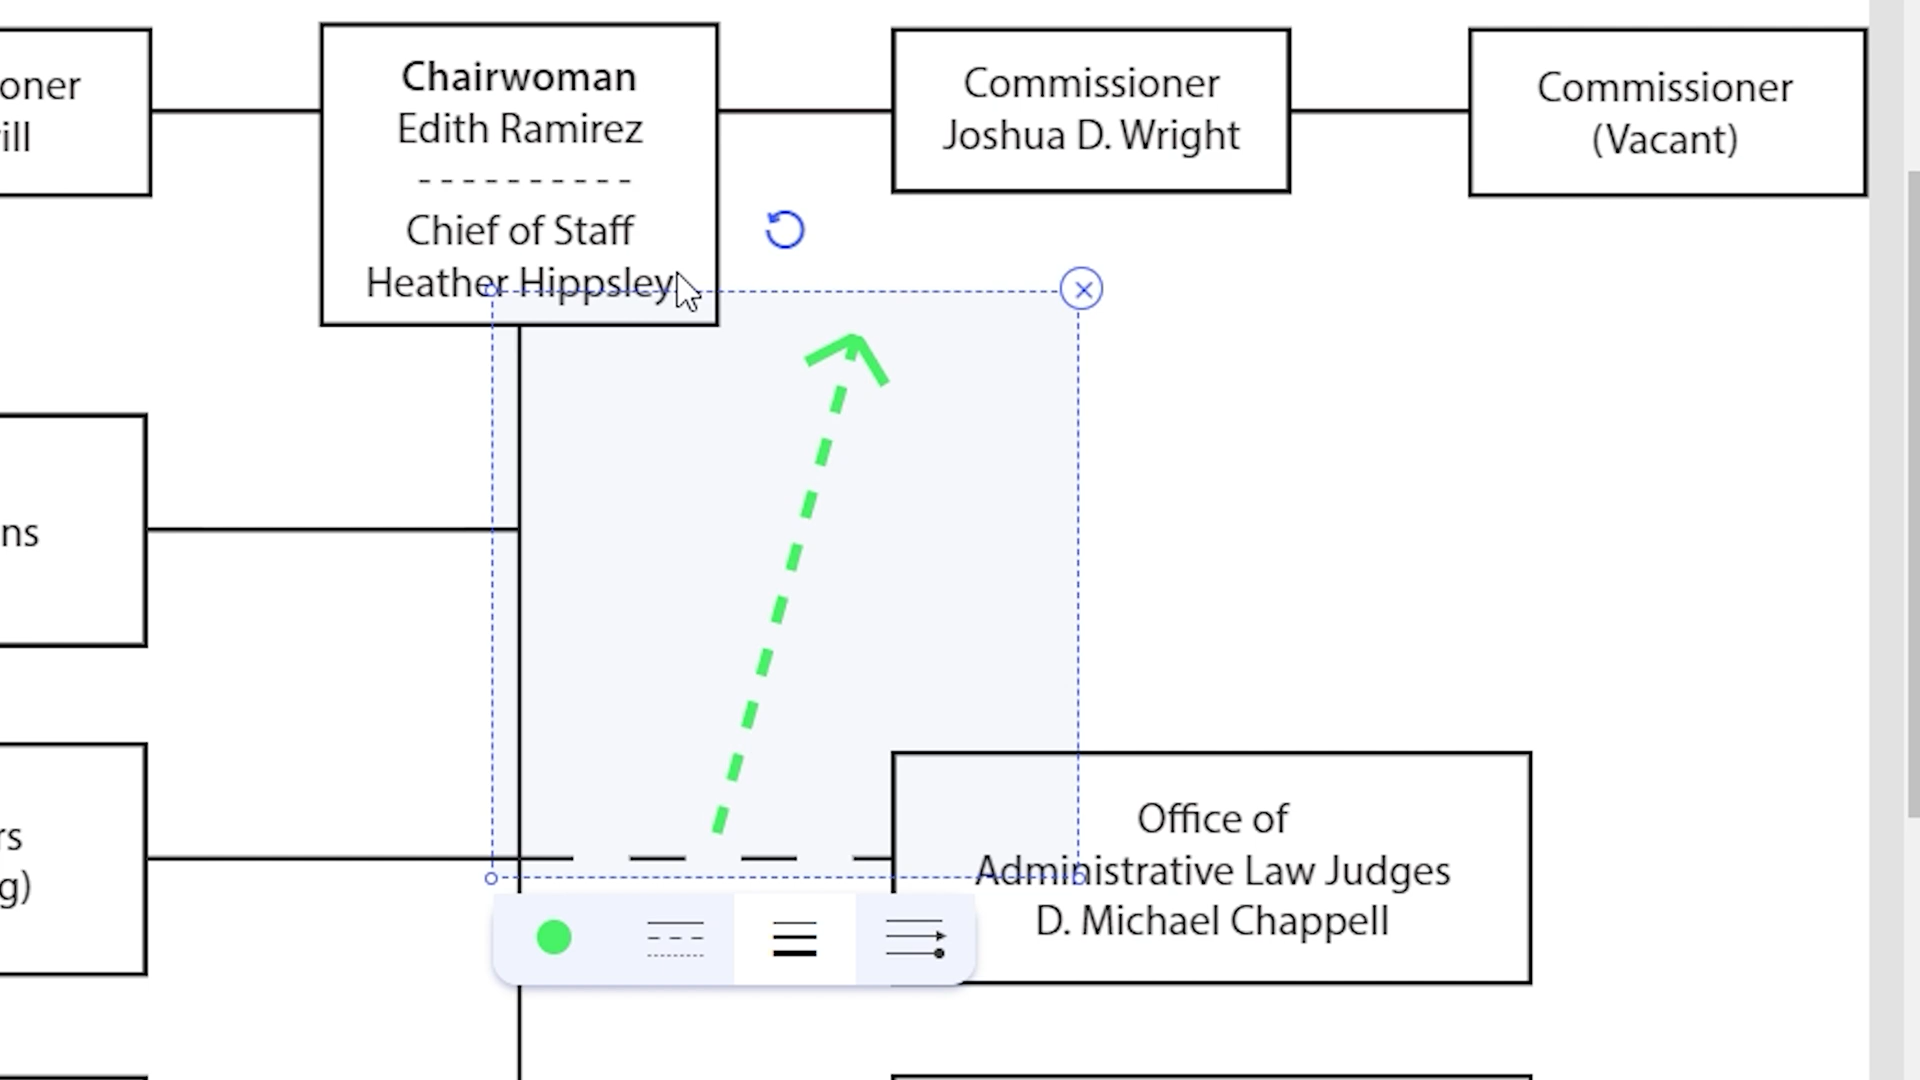 oner
ill
Chairwoman
Edith Ramirez
Chief of Staff
Heather Hippsley
Commissioner
Joshua D. Wright
Commissioner
(Vacant)
ns
rs
g)
Office of
Administrative Law Judges
D. Michael Chappell